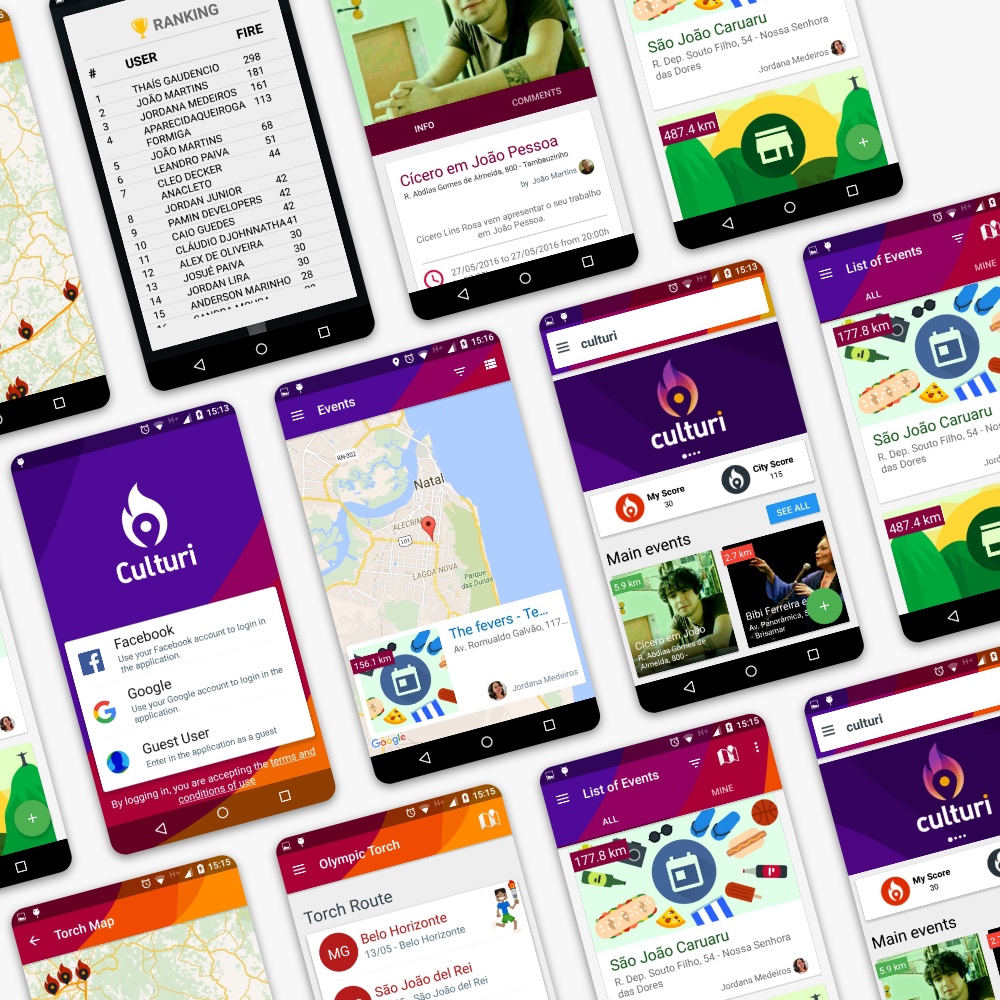 RANKING
# USER FIRE
1 THAÍS GAUDENCIO 298
2 JOÃO MARTINS 181
3 JORDANA MEDEIROS 161
4 APARECIDAQUEIROGA 113
FORMIGA
5 JOÃO MARTINS 68
6 LEANDRO PAIVA 51
7 CLEO DECKER 44
ANACLETO
8 JORDAN JUNIOR 42
9 PAMIN DEVELOPERS 42
10 CAIO GUEDES 42
11 CLÁUDIO DJOHNNATHA 41
12 ALEX DE OLIVEIRA 30
13 JOSUÉ PAIVA 30
14 JORDAN LIRA 30
15 ANDERSON MARINHO 28
INFO COMMENTS
Cícero em João Pessoa
R. Abdias Gomes de Almeida, 800 - Tambauzinho
by João Martins
Cicero Lins Rosa vem apresentar o seu trabalho
em João Pessoa.
27/05/2016 to 27/05/2016 from 20:00h
São João Caruaru
R. Dep. Souto Filho, 54 - Nossa Senhora
das Dores
Jordana Medeiros
487.4 km
+
H+ 15:13
Culturi
Facebook
Use your Facebook account to login in
the application.
Google
Use your Google account to login in the
application.
Guest User
Enter in the application as a guest
By logging in, you are accepting the terms and
conditions of use
H+ 15:16
Events
RN-302
Natal
ALECRIM
101
LAGOA NOVA
Parque
das Dunas
156.1 km
The fevers - Te...
Av. Romualdo Galvão, 117...
Jordana Medeiros
Google
H+ 15:13
culturi
culturi
My Score
30
City Score
115
SEE ALL
Main events
5.9 km
Cícero em João
R. Abdias Gomes de
Almeida, 800 -
2.7 km
Bibi Ferreira e
Av. Panorâmica,
- Brisamar
+
H+
List of Events
ALL MINE
177.8 km
São João Caruaru
R. Dep. Souto Filho, 54 - Nossa
das Dores
487.4 km
+
15:15
Torch Map
H+ 15:15
Olympic Torch
Torch Route
MG
Belo Horizonte
13/05 - Belo Horizonte
São João del Rei
- São João del Rei
H+ 15:15
List of Events
ALL MINE
177.8 km
São João Caruaru
R. Dep. Souto Filho, 54 - Nossa Senhora
das Dores
Jordana Medeiros
H+
culturi
culturi
My Score
30
Main events
5.9 km